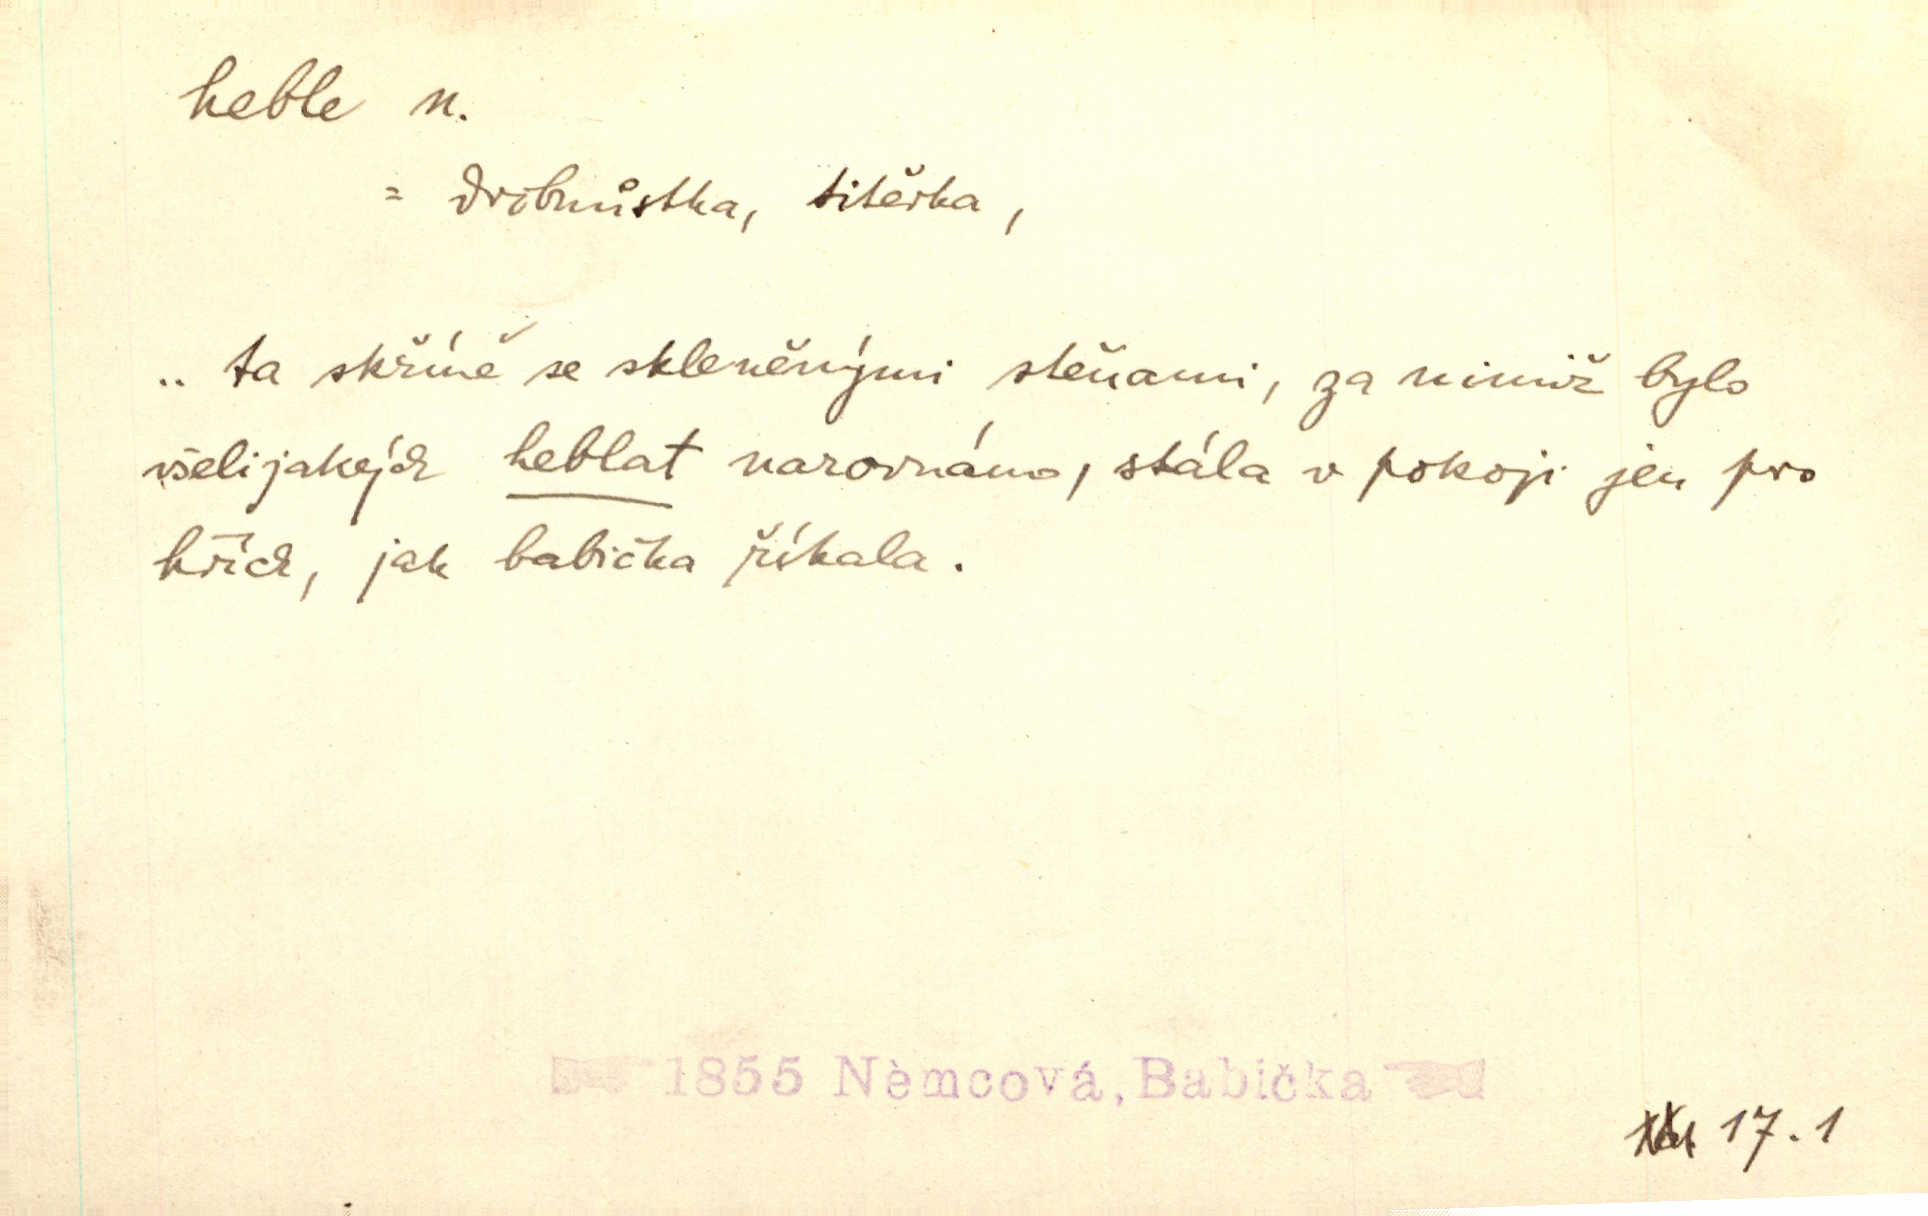 heble n.
= drobnůstka, titěrka,
.. ta skříně se skleněnými stěnami, za nimiž bylo
všelijakých heblat narovnáno, stála v pokoji jen pro
hřích, jak babička říkala.
1855 Němcová, Babička
17.1